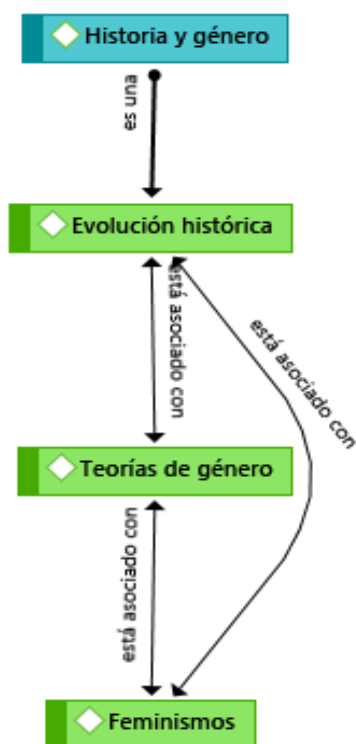 Historia y género
es una
Evolución histórica
está asociado con
está asociado con
Teorías de género
está asociado con
Feminismos